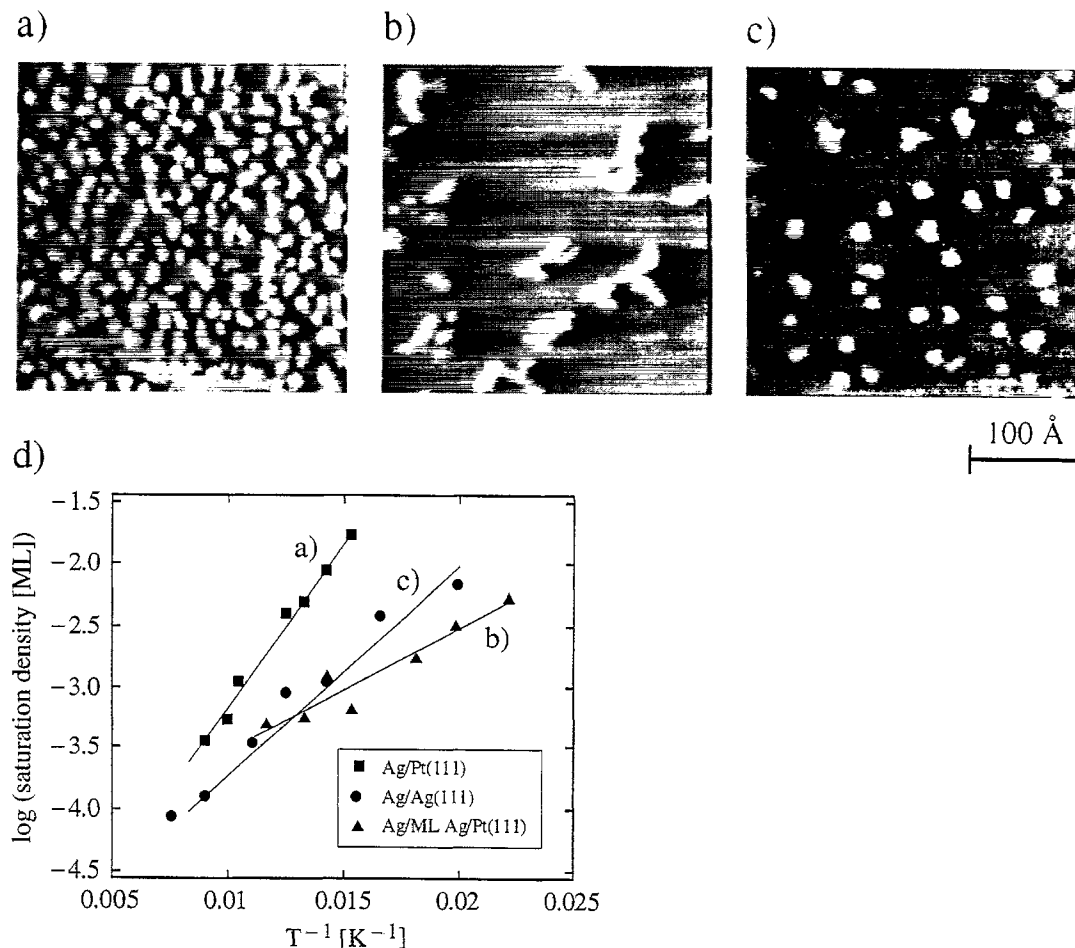 a)
b)
c)
100 Å
d)
log (saturation density [ML])
−1.5
−2.0
−2.5
−3.0
−3.5
−4.0
−4.5
a)
c)
b)
■ Ag/Pt(111)
● Ag/Ag(111)
▲ Ag/ML Ag/Pt(111)
0.005 0.01 0.015 0.02 0.025
T⁻¹ [K⁻¹]